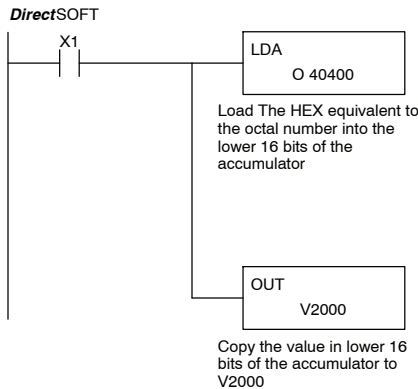 DirectSOFT
X1
LDA
O 40400
Load The HEX equivalent to
the octal number into the
lower 16 bits of the
accumulator
OUT
V2000
Copy the value in lower 16
bits of the accumulator to
V2000